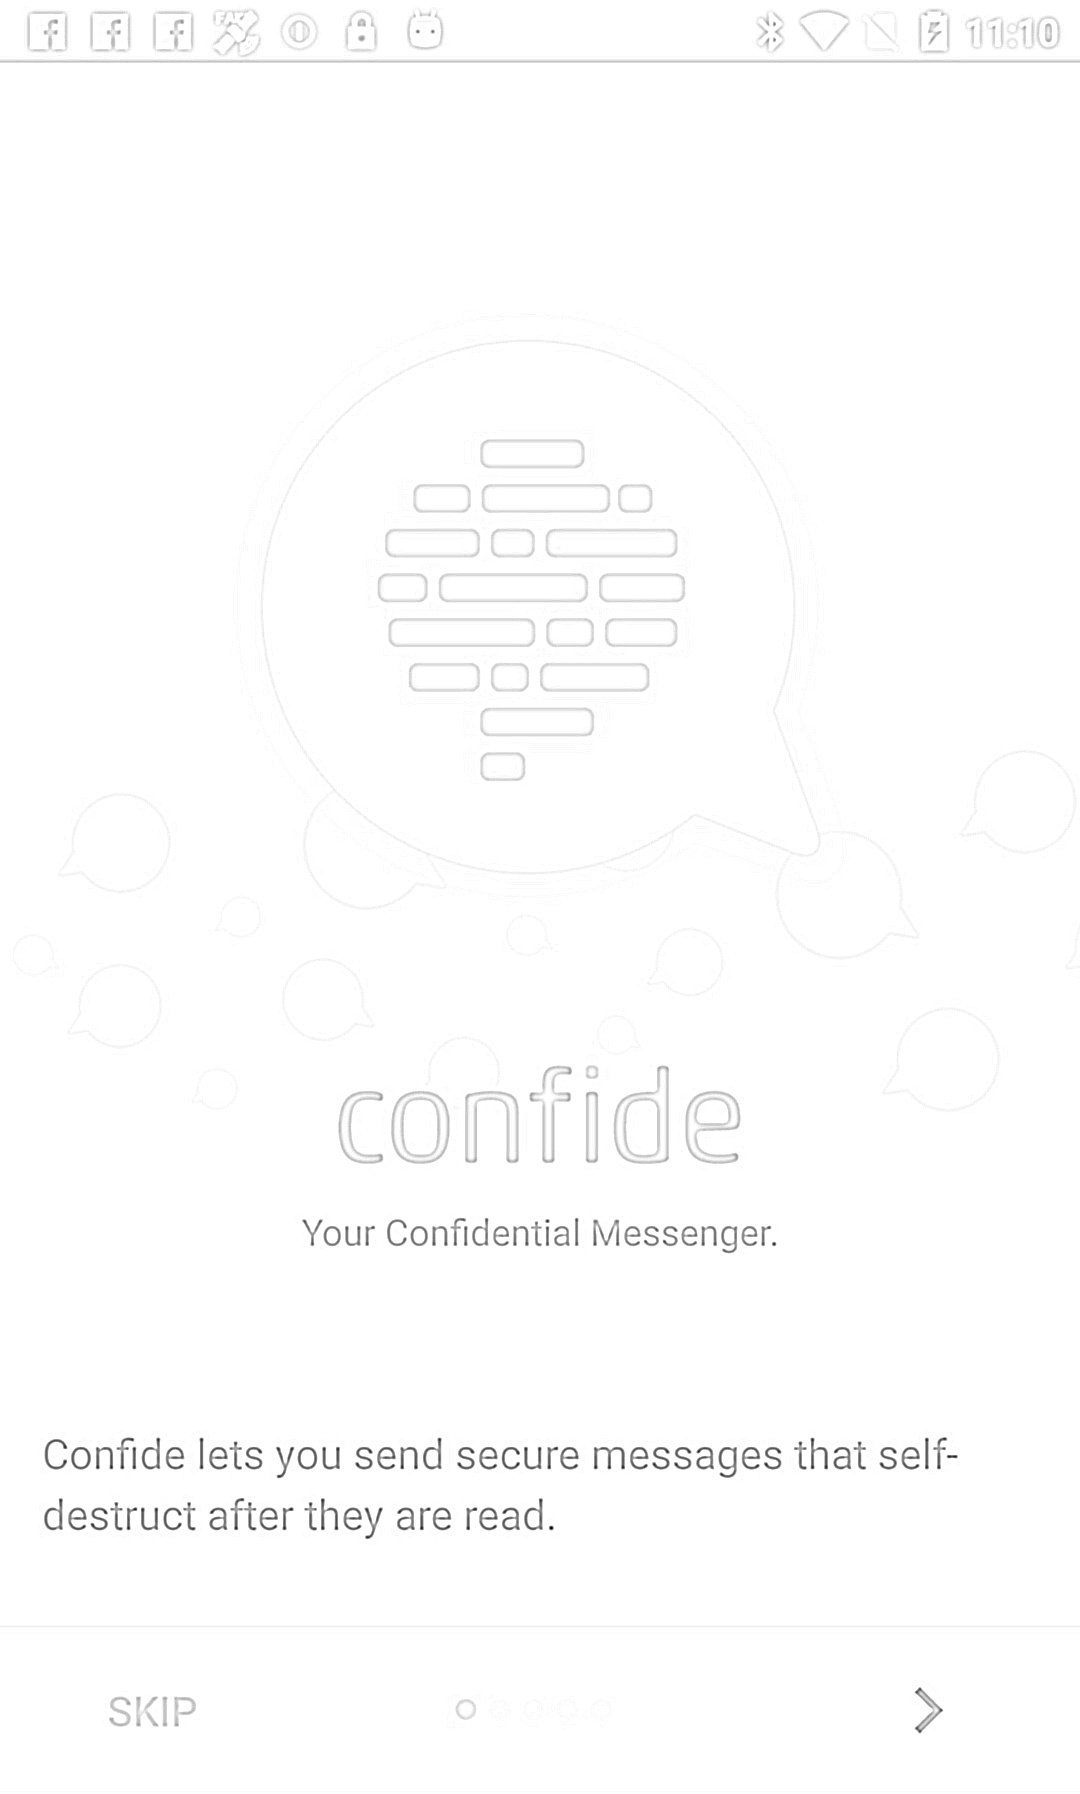 11:10
confide
Your Confidential Messenger.
Confide lets you send secure messages that self-
destruct after they are read.
SKIP